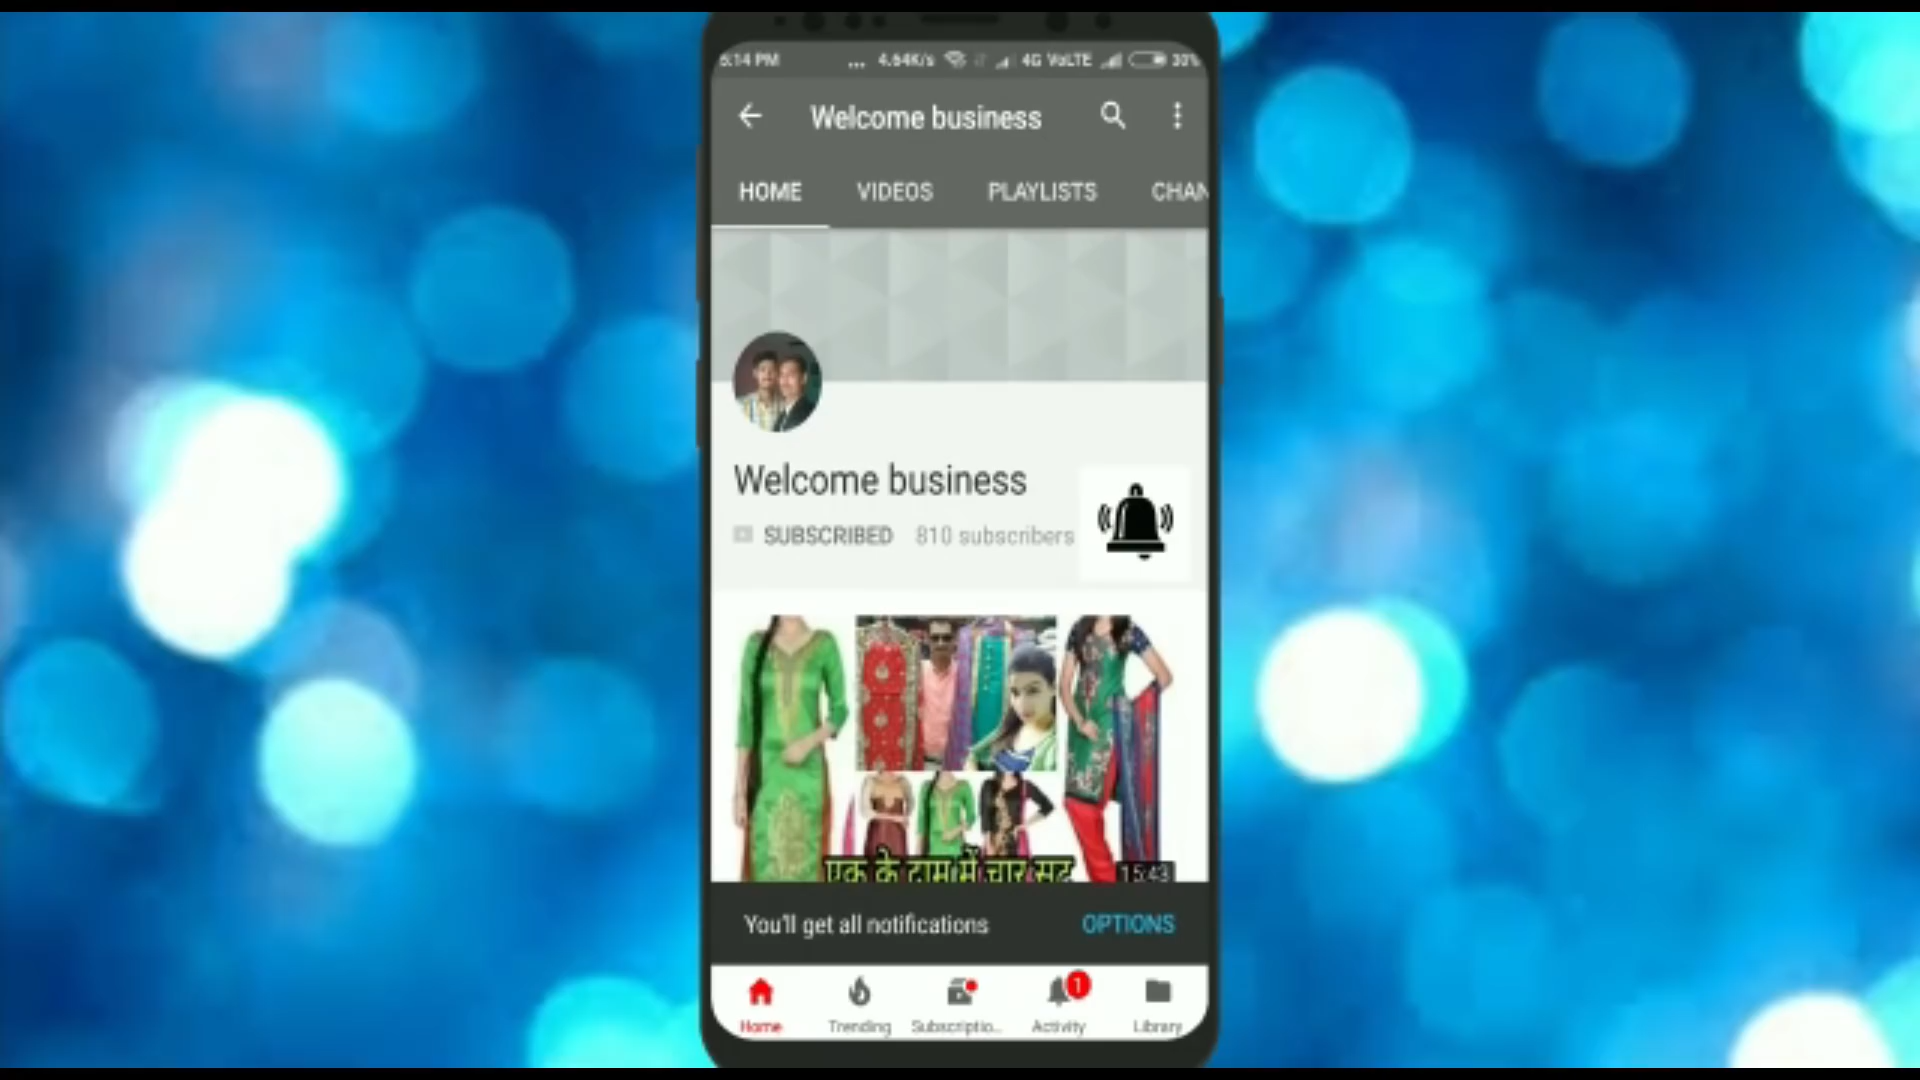 6:14 PM ... 4.64K/s 4G VoLTE 30%
Welcome business
HOME VIDEOS PLAYLISTS CHAN
Welcome business
SUBSCRIBED 810 subscribers
एक के दाम में चार सूट
15:43
You'll get all notifications OPTIONS
1
Home Trending Subscriptio... Activity Library